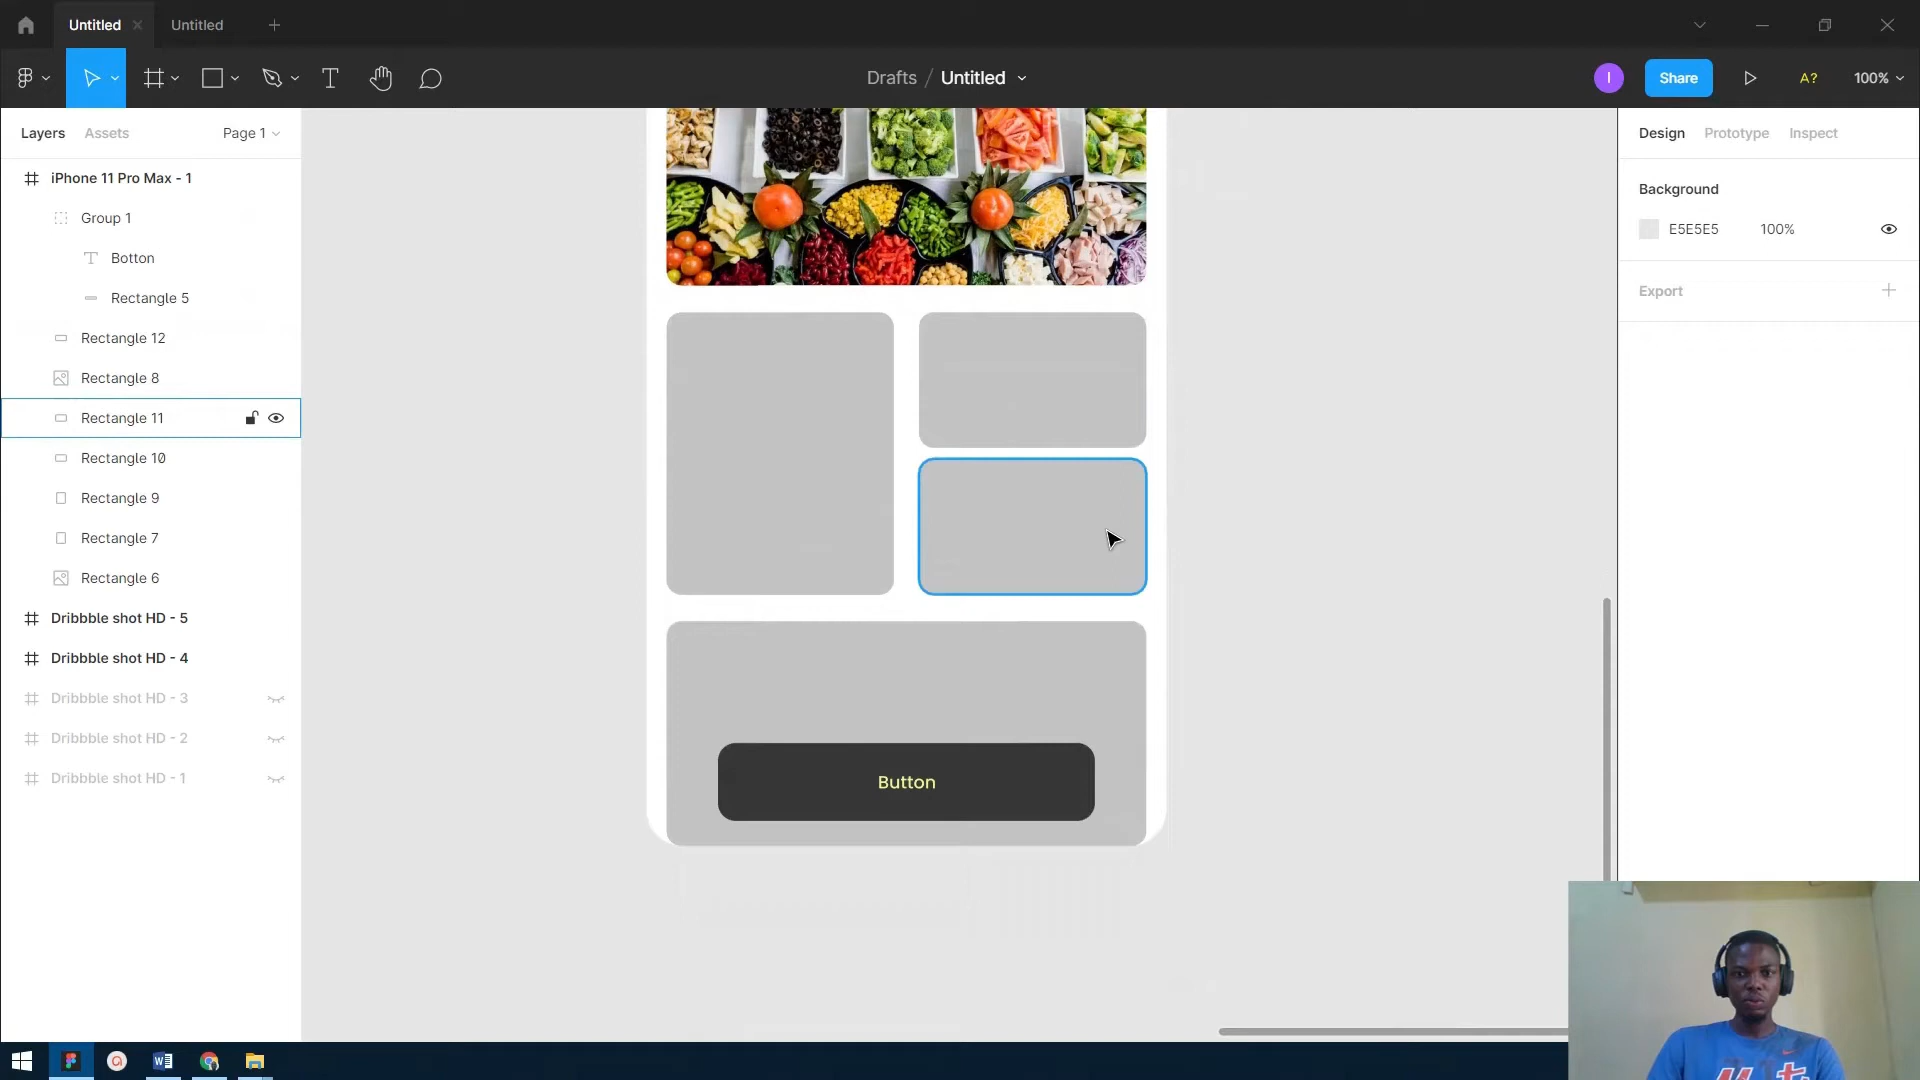 Untitled
Untitled
Drafts / Untitled
I
Share
A?
100%
Layers
Assets
Page 1
Design
Prototype
Inspect
iPhone 11 Pro Max - 1
Group 1
Botton
Rectangle 5
Rectangle 12
Rectangle 8
Rectangle 11
Rectangle 10
Rectangle 9
Rectangle 7
Rectangle 6
Dribbble shot HD - 5
Dribbble shot HD - 4
Dribbble shot HD - 3
Dribbble shot HD - 2
Dribbble shot HD - 1
Button
Background
E5E5E5
100%
Export